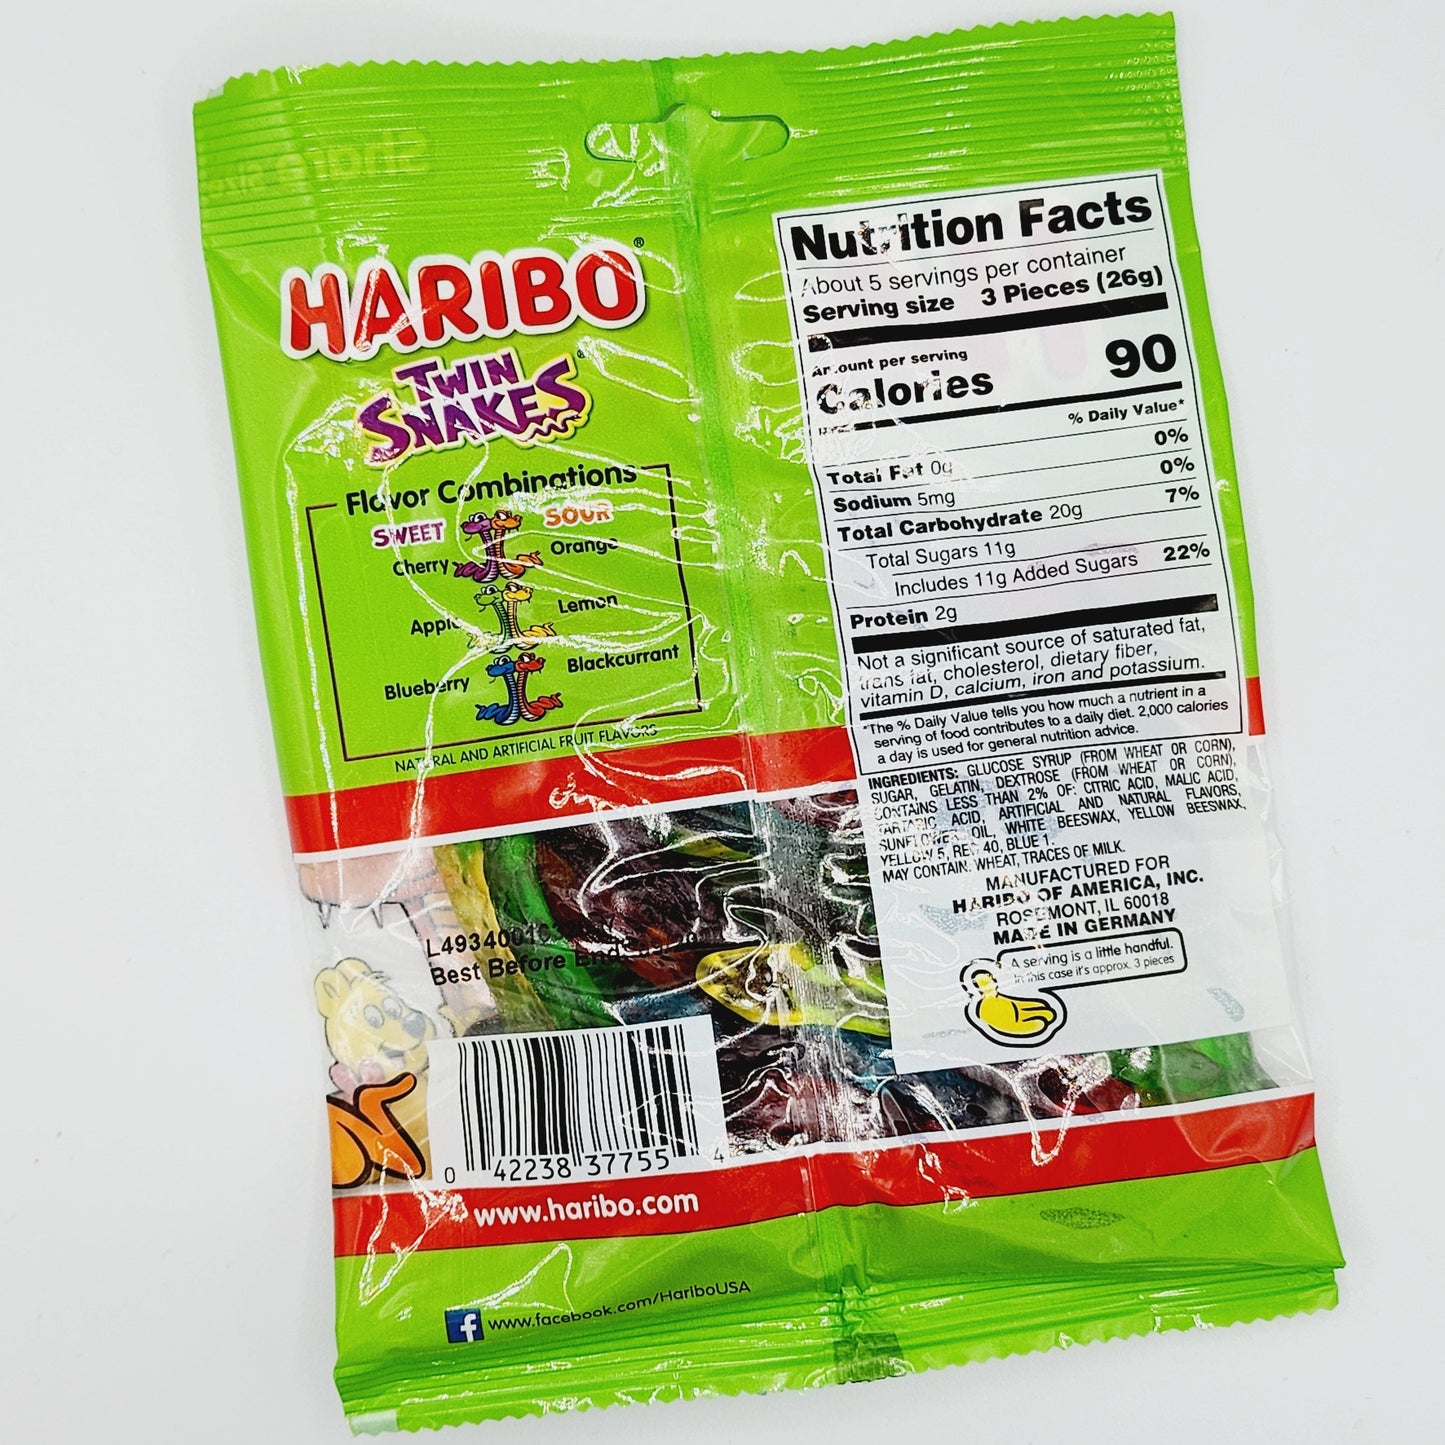 Share size
HARIBO®
TWIN
SNAKES®
Flavor Combinations
SWEET SOUR
Cherry Orange
Apple Lemon
Blueberry Blackcurrant
NATURAL AND ARTIFICIAL FRUIT FLAVORS
Nutrition Facts
About 5 servings per container
Serving size 3 Pieces (26g)
Amount per serving
Calories 90
% Daily Value*
Total Fat 0g 0%
Sodium 5mg 0%
Total Carbohydrate 20g 7%
Total Sugars 11g
Includes 11g Added Sugars 22%
Protein 2g
Not a significant source of saturated fat,
trans fat, cholesterol, dietary fiber,
vitamin D, calcium, iron and potassium.
*The % Daily Value tells you how much a nutrient in a
serving of food contributes to a daily diet. 2,000 calories
a day is used for general nutrition advice.
INGREDIENTS: GLUCOSE SYRUP (FROM WHEAT OR CORN),
SUGAR, GELATIN, DEXTROSE (FROM WHEAT OR CORN),
CONTAINS LESS THAN 2% OF: CITRIC ACID, MALIC ACID,
TARTARIC ACID, ARTIFICIAL AND NATURAL FLAVORS,
SUNFLOWER OIL, WHITE BEESWAX, YELLOW BEESWAX,
YELLOW 5, RED 40, BLUE 1.
MAY CONTAIN: WHEAT, TRACES OF MILK.
MANUFACTURED FOR
HARIBO OF AMERICA, INC.
ROSEMONT, IL 60018
MADE IN GERMANY
A serving is a little handful.
In this case it's approx. 3 pieces
Best Before End:
0 42238 37755 4
www.haribo.com
f www.facebook.com/HariboUSA